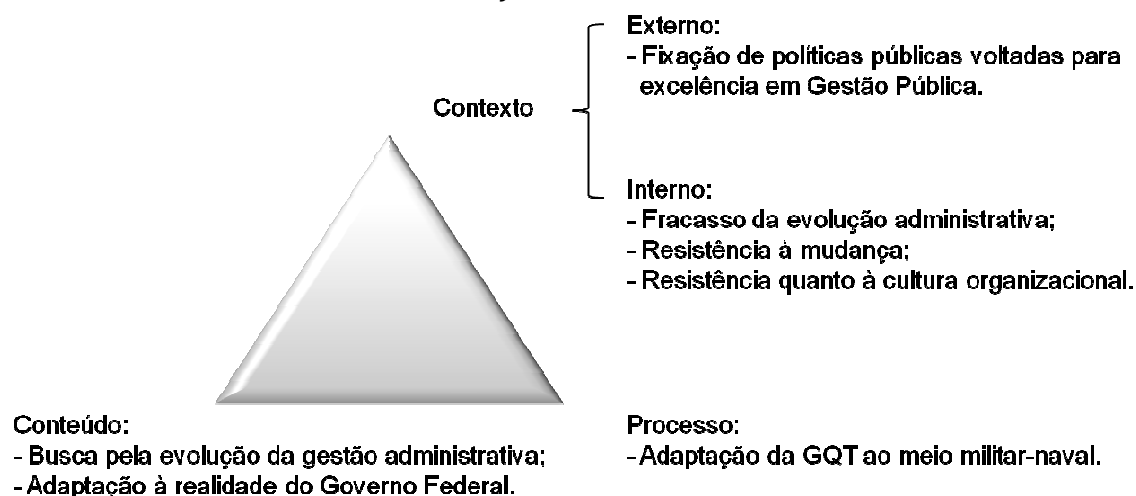 Externo:
- Fixação de políticas públicas voltadas para
excelência em Gestão Pública.
Contexto
Interno:
- Fracasso da evolução administrativa;
- Resistência à mudança;
- Resistência quanto à cultura organizacional.
Conteúdo:
- Busca pela evolução da gestão administrativa;
- Adaptação à realidade do Governo Federal.
Processo:
- Adaptação da GQT ao meio militar-naval.